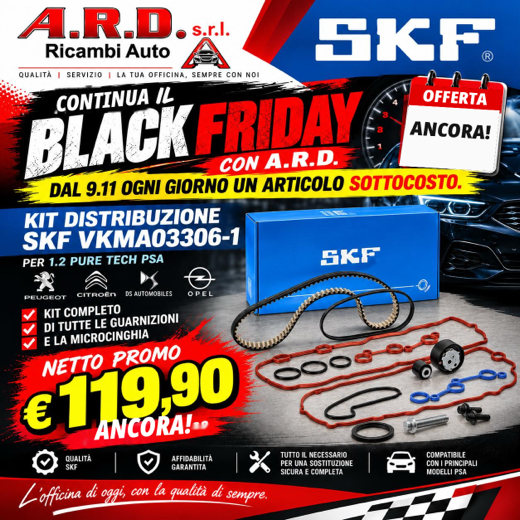 A.R.D. s.r.l.
Ricambi Auto
QUALITÀ | SERVIZIO | LA TUA OFFICINA, SEMPRE CON NOI
SKF®
CONTINUA IL
BLACK FRIDAY
CON A.R.D.
OFFERTA
ANCORA!
DAL 9.11 OGNI GIORNO UN ARTICOLO SOTTOCOSTO.
KIT DISTRIBUZIONE
SKF VKMA03306-1
PER 1.2 PURE TECH PSA
PEUGEOT
CITROËN
DS AUTOMOBILES
OPEL
SKF
KIT COMPLETO
DI TUTTE LE GUARNIZIONI
E LA MICROCINGHIA
NETTO PROMO
€ 119,90
ANCORA!
QUALITÀ
SKF
AFFIDABILITÀ
GARANTITA
TUTTO IL NECESSARIO
PER UNA SOSTITUZIONE
SICURA E COMPLETA
COMPATIBILE
CON I PRINCIPALI
MODELLI PSA
L'officina di oggi, con la qualità di sempre.